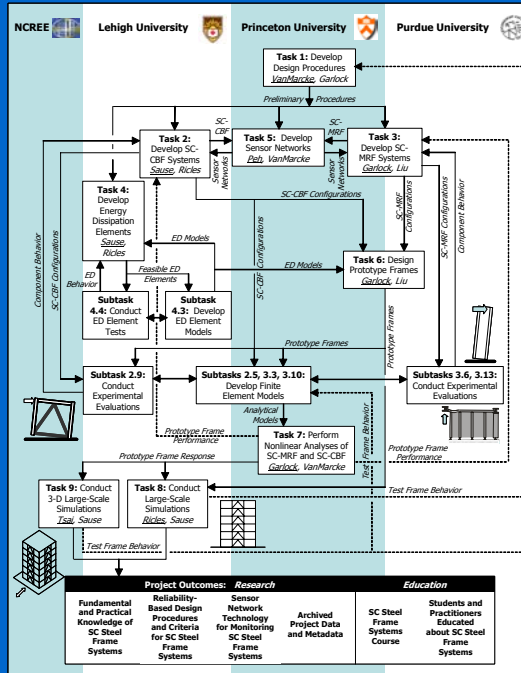 NCREE
Lehigh University
Princeton University
Purdue University
Task 1: Develop
Design Procedures
VanMarcke, Garlock
Preliminary Procedures
Task 2:
Develop SC-
CBF Systems
Sause, Ricles
SC-
CBF
Sensor
Networks
Task 5: Develop
Sensor Networks
Peh, VanMarcke
SC-
MRF
Sensor
Networks
Task 3:
Develop SC-
MRF Systems
Garlock, Liu
Task 4:
Develop
Energy
Dissipation
Elements
Sause,
Ricles
SC-CBF Configurations
SC-MRF
Configurations
SC-MRF Configurations
Component Behavior
Component Behavior
SC-CBF Configurations
ED Models
ED
Behavior
Feasible ED
Elements
SC-CBF Configurations
ED Models
Task 6: Design
Prototype Frames
Garlock, Liu
Subtask
4.4: Conduct
ED Element
Tests
Subtask
4.3: Develop
ED Element
Models
Prototype Frames
Prototype Frames
Subtask 2.9:
Conduct
Experimental
Evaluations
Subtasks 2.5, 3.3, 3.10:
Develop Finite
Element Models
Subtasks 3.6, 3.13:
Conduct Experimental
Evaluations
Analytical
Models
Prototype Frame
Performance
Task 7: Perform
Nonlinear Analyses of
SC-MRF and SC-CBF
Garlock, VanMarcke
Test Frame Behavior
Prototype Frame
Performance
Prototype Frame Response
Task 9: Conduct
3-D Large-Scale
Simulations
Tsai, Sause
Task 8: Conduct
Large-Scale
Simulations
Ricles, Sause
Test Frame Behavior
Test Frame Behavior
Project Outcomes: Research
Education
Fundamental
and Practical
Knowledge of
SC Steel
Frame
Systems
Reliability-
Based Design
Procedures
and Criteria
for SC Steel
Frame
Systems
Sensor
Network
Technology
for Monitoring
SC Steel
Frame
Systems
Archived
Project Data
and Metadata
SC Steel
Frame
Systems
Course
Students and
Practitioners
Educated
about SC Steel
Frame
Systems